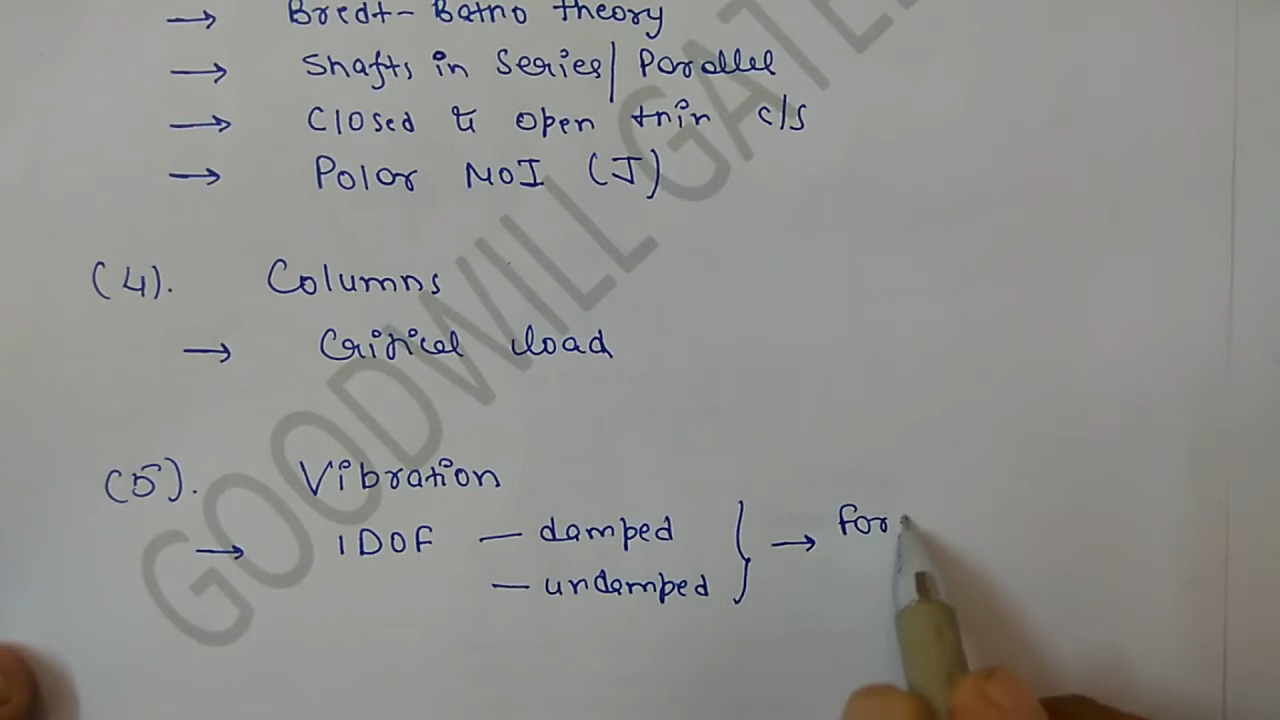 → Bredt-Batho theory
→ Shafts in Series/Parallel
→ Closed & open thin c/s
→ Polar MOI (J)
(4). Columns
→ Critical load
(5). Vibration
→ 1DOF — damped } → For
— undamped
GOODWILL GATE